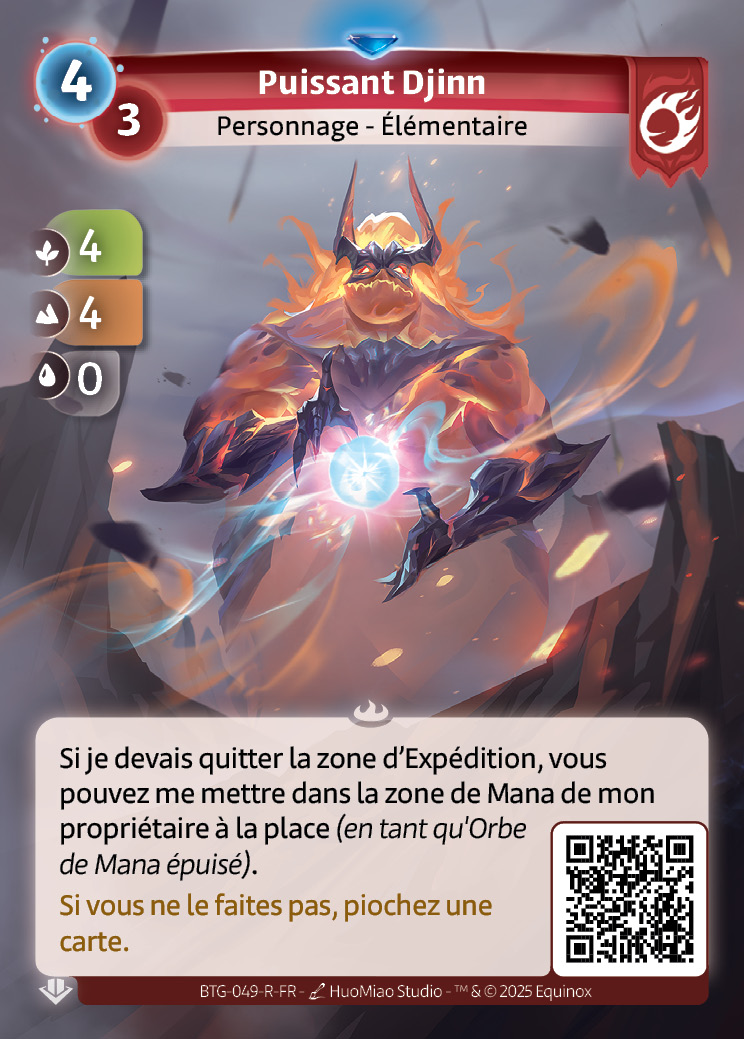 4
Puissant Djinn
3
Personnage - Élémentaire
4
4
0
Si je devais quitter la zone d’Expédition, vous
pouvez me mettre dans la zone de Mana de mon
propriétaire à la place (en tant qu'Orbe
de Mana épuisé).
Si vous ne le faites pas, piochez une
carte.
BTG-049-R-FR - HuoMiao Studio - ™ & © 2025 Equinox